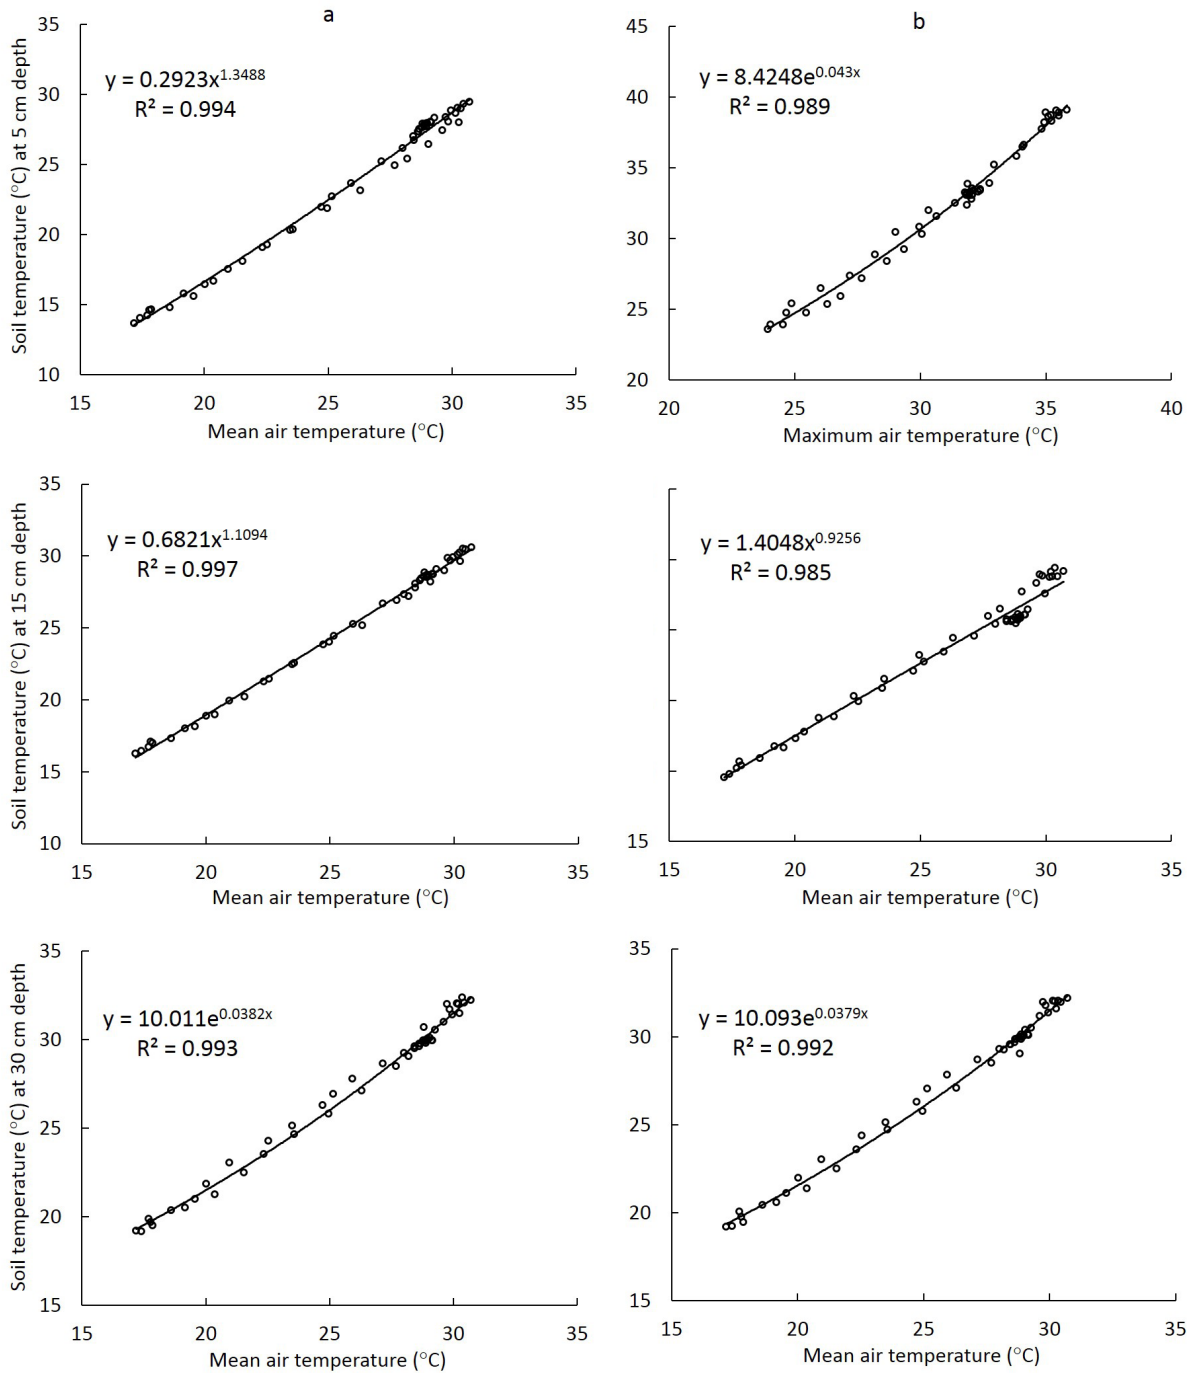 a
35
30
25
20
15
10
Soil temperature (°C) at 5 cm depth
y = 0.2923x^1.3488
R² = 0.994
15 20 25 30 35
Mean air temperature (°C)
b
45
40
35
30
25
20
y = 8.4248e^0.043x
R² = 0.989
20 25 30 35 40
Maximum air temperature (°C)
35
30
25
20
15
10
Soil temperature (°C) at 15 cm depth
y = 0.6821x^1.1094
R² = 0.997
15 20 25 30 35
Mean air temperature (°C)
y = 1.4048x^0.9256
R² = 0.985
15
15 20 25 30 35
Mean air temperature (°C)
35
30
25
20
15
Soil temperature (°C) at 30 cm depth
y = 10.011e^0.0382x
R² = 0.993
15 20 25 30 35
Mean air temperature (°C)
35
30
25
20
15
y = 10.093e^0.0379x
R² = 0.992
15 20 25 30 35
Mean air temperature (°C)